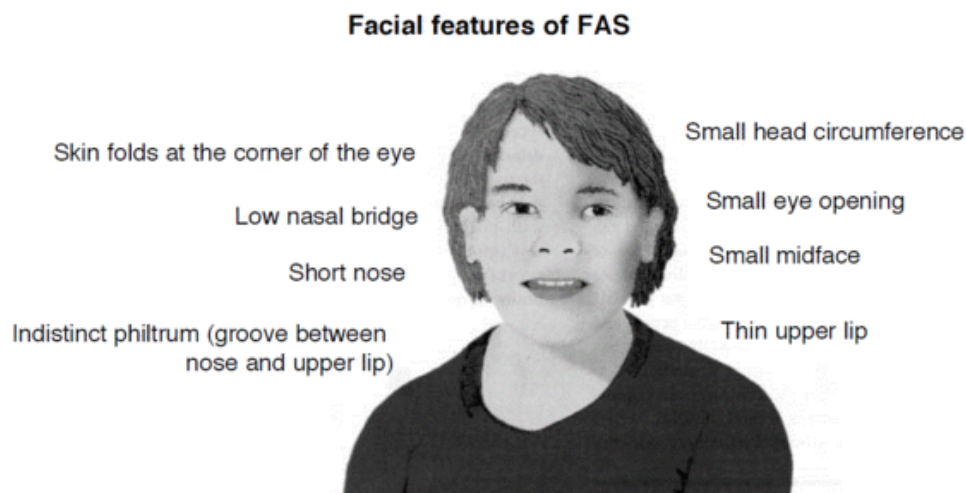 Facial features of FAS
Skin folds at the corner of the eye
Low nasal bridge
Short nose
Indistinct philtrum (groove between
nose and upper lip)
Small head circumference
Small eye opening
Small midface
Thin upper lip